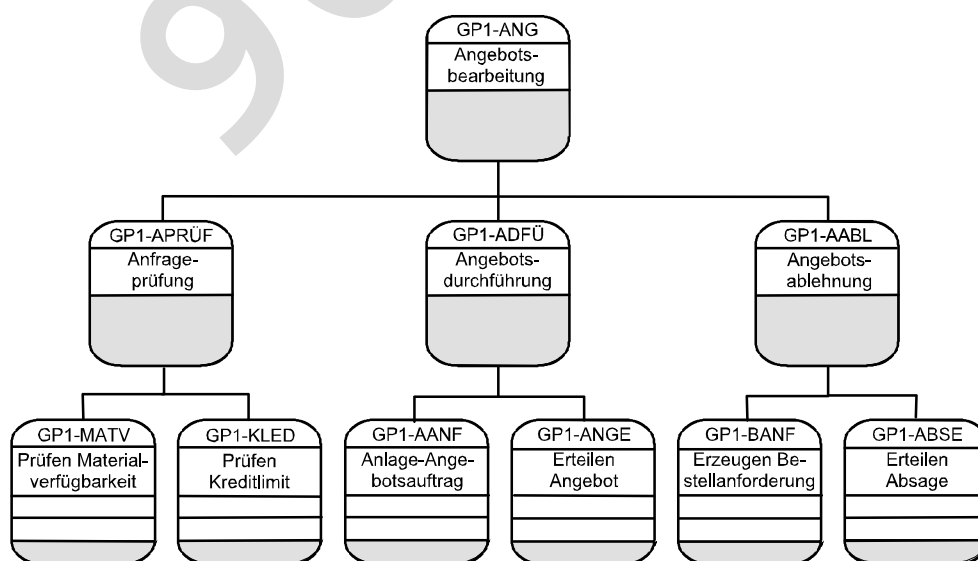 GP1-ANG
Angebots-
bearbeitung
GP1-APRÜF
Anfrage-
prüfung
GP1-ADFÜ
Angebots-
durchführung
GP1-AABL
Angebots-
ablehnung
GP1-MATV
Prüfen Material-
verfügbarkeit
GP1-KLED
Prüfen
Kreditlimit
GP1-AANF
Anlage-Ange-
botsauftrag
GP1-ANGE
Erteilen
Angebot
GP1-BANF
Erzeugen Be-
stellanforderung
GP1-ABSE
Erteilen
Absage